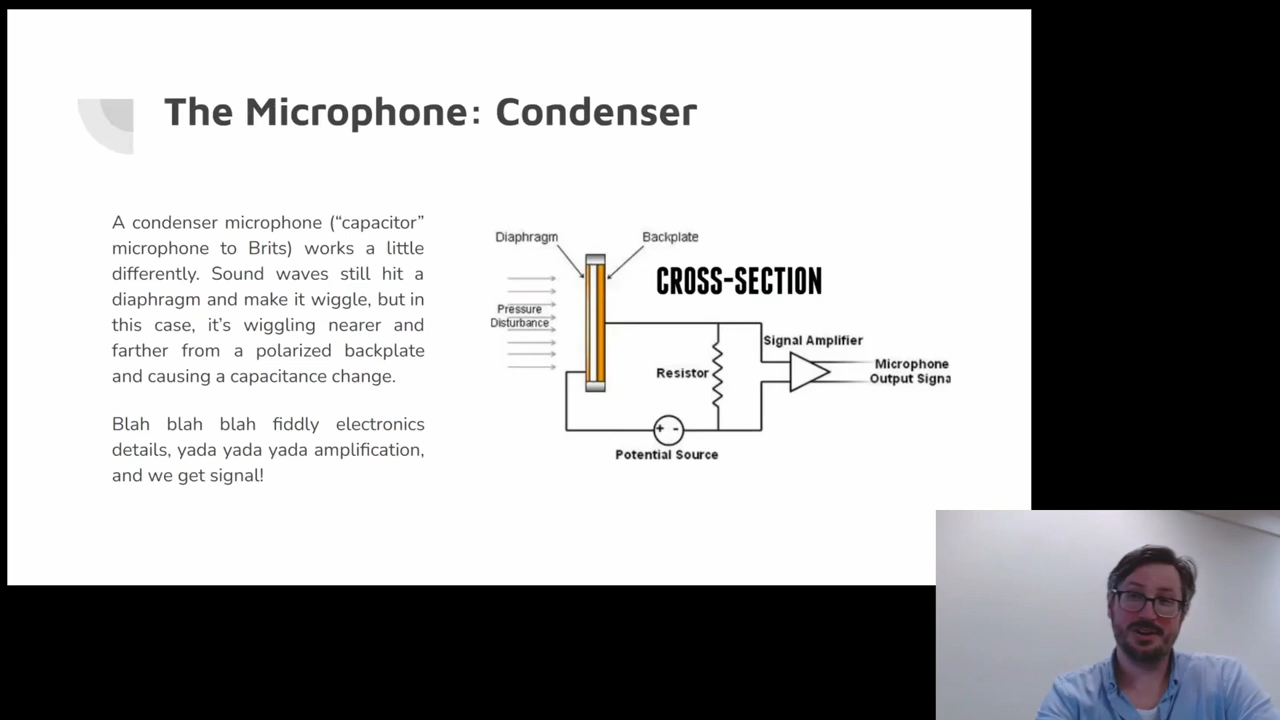 The Microphone: Condenser
A condenser microphone (“capacitor”
microphone to Brits) works a little
differently. Sound waves still hit a
diaphragm and make it wiggle, but in
this case, it’s wiggling nearer and
farther from a polarized backplate
and causing a capacitance change.
Blah blah blah fiddly electronics
details, yada yada yada amplification,
and we get signal!
Diaphragm
Backplate
CROSS-SECTION
Pressure
Disturbance
Signal Amplifier
Resistor
Microphone
Output Signa
+ -
Potential Source